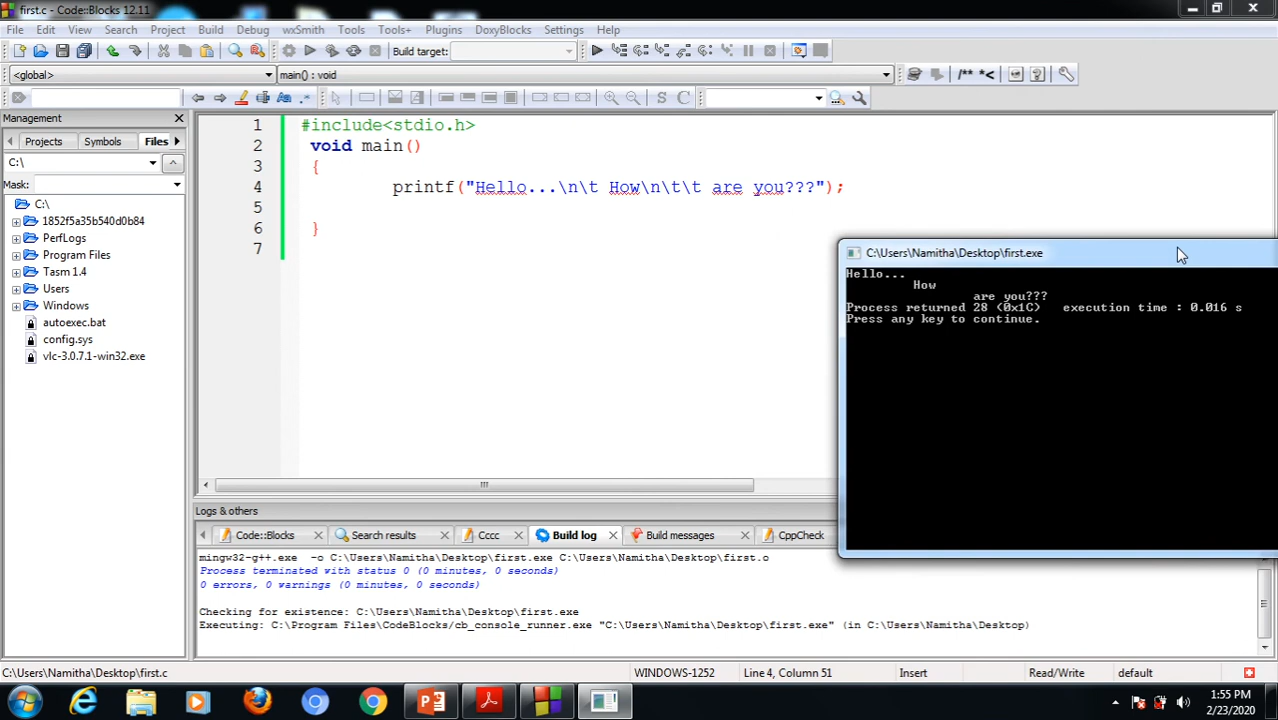 first.c - Code::Blocks 12.11
File Edit View Search Project Build Debug wxSmith Tools Tools+ Plugins DoxyBlocks Settings Help
Build target:
<global> main() : void /** *<
S C
Management
Projects Symbols Files
C:\
Mask:
C:\
1852f5a35b540d0b84
PerfLogs
Program Files
Tasm 1.4
Users
Windows
autoexec.bat
config.sys
vlc-3.0.7.1-win32.exe
1 #include<stdio.h>
2 void main()
3 {
4 printf("Hello...\n\t How\n\t\t are you???");
5
6 }
7
C:\Users\Namitha\Desktop\first.exe
Hello...
How
are you???
Process returned 28 (0x1C) execution time : 0.016 s
Press any key to continue.
Logs & others
Code::Blocks Search results Cccc Build log Build messages CppCheck
mingw32-g++.exe -o C:\Users\Namitha\Desktop\first.exe C:\Users\Namitha\Desktop\first.o
Process terminated with status 0 (0 minutes, 0 seconds)
0 errors, 0 warnings (0 minutes, 0 seconds)
Checking for existence: C:\Users\Namitha\Desktop\first.exe
Executing: C:\Program Files\CodeBlocks/cb_console_runner.exe "C:\Users\Namitha\Desktop\first.exe" (in C:\Users\Namitha\Desktop)
C:\Users\Namitha\Desktop\first.c WINDOWS-1252 Line 4, Column 51 Insert Read/Write default
1:55 PM
2/23/2020